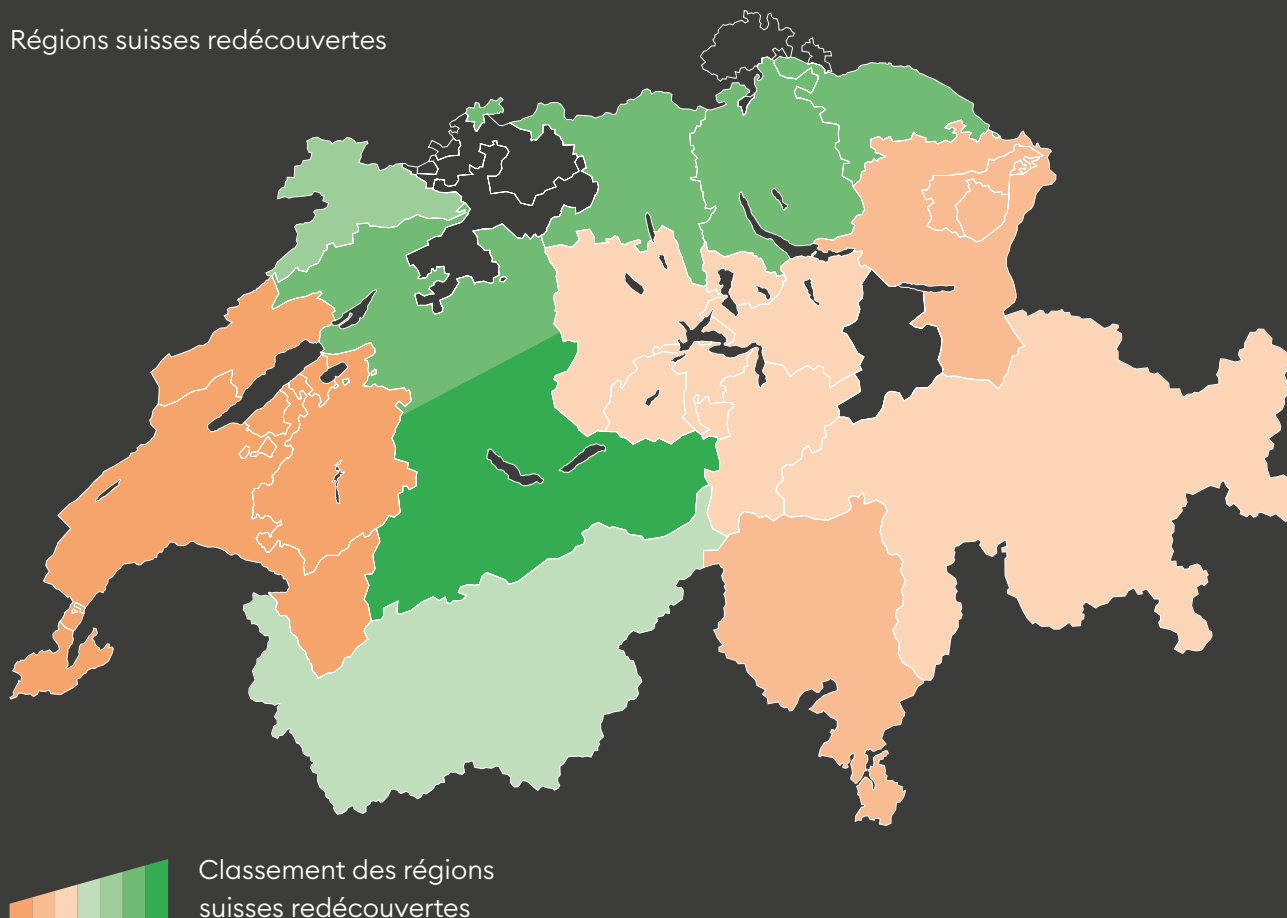 Régions suisses redécouvertes
Classement des régions
suisses redécouvertes